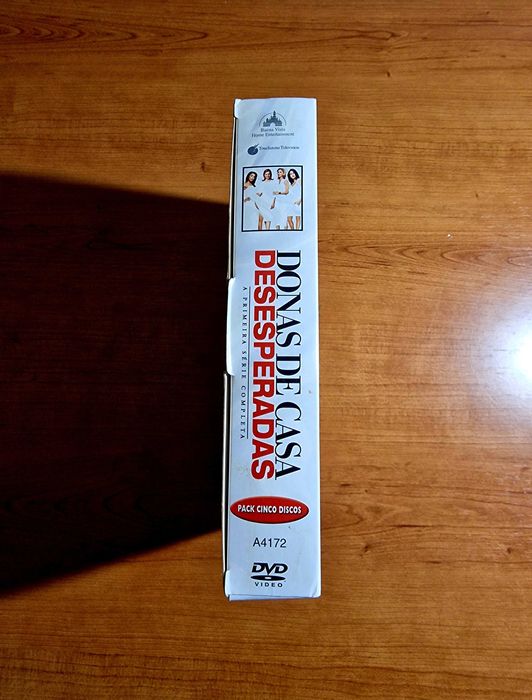 Buena Vista
Home Entertainment
Touchstone Television
DONAS DE CASA
DESESPERADAS
A PRIMEIRA SÉRIE COMPLETA
PACK CINCO DISCOS
A4172
DVD
VIDEO